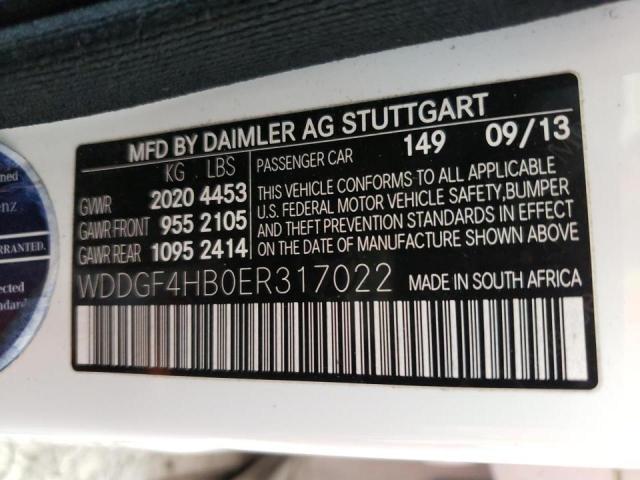 MFD BY DAIMLER AG STUTTGART
KG LBS PASSENGER CAR 149 09/13
GVWR 2020 4453
GAWR FRONT 955 2105
GAWR REAR 1095 2414
THIS VEHICLE CONFORMS TO ALL APPLICABLE
U.S. FEDERAL MOTOR VEHICLE SAFETY, BUMPER
AND THEFT PREVENTION STANDARDS IN EFFECT
ON THE DATE OF MANUFACTURE SHOWN ABOVE
WDDGF4HB0ER317022 MADE IN SOUTH AFRICA
WARRANTED.